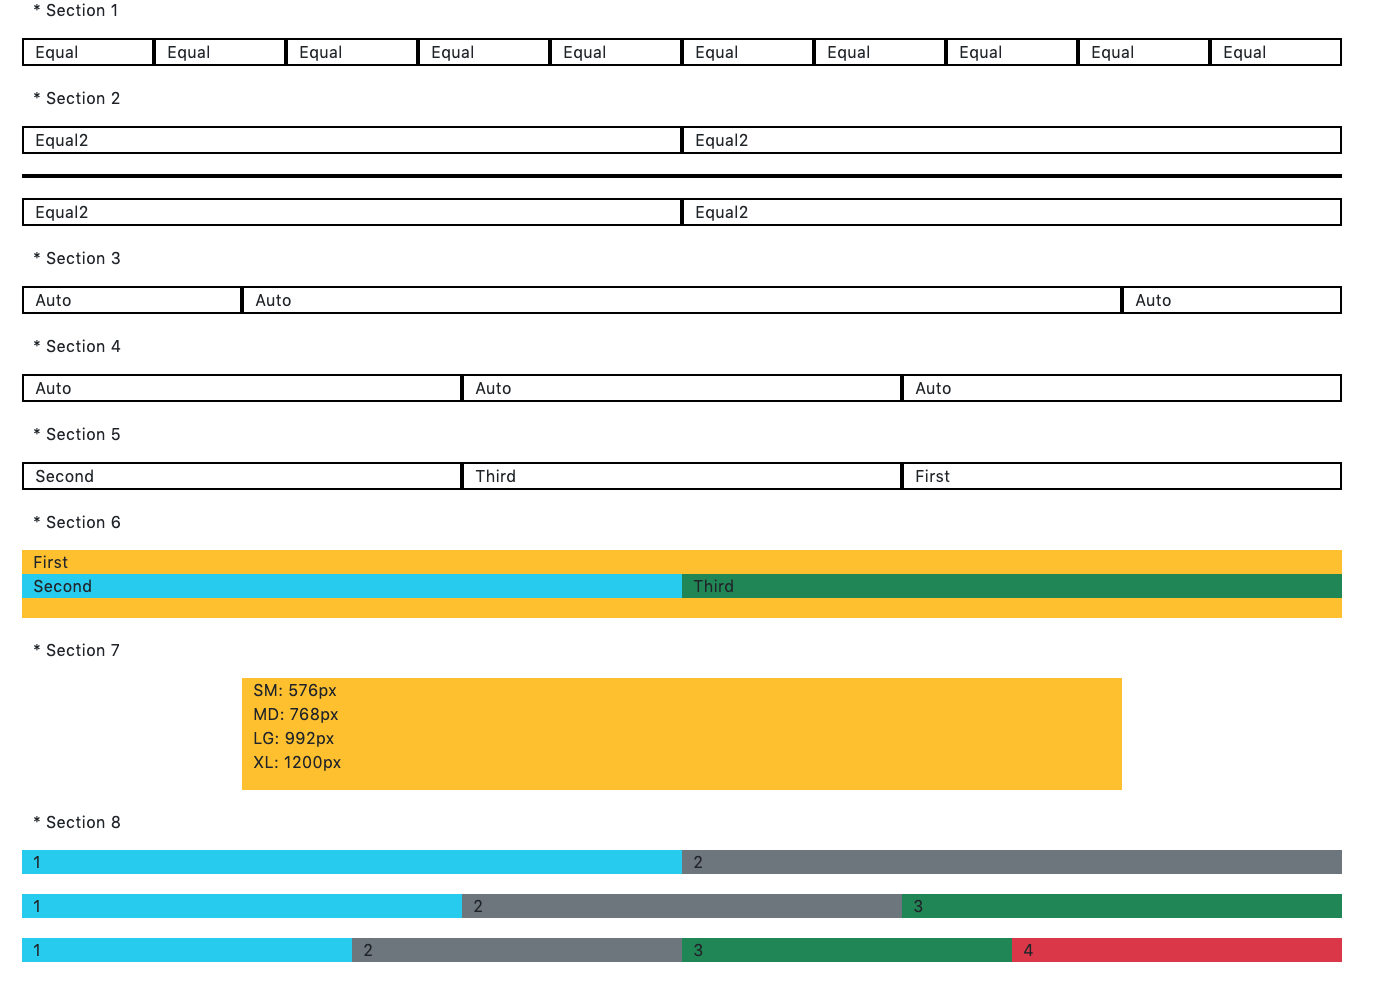 * Section 1
Equal Equal Equal Equal Equal Equal Equal Equal Equal Equal
* Section 2
Equal2 Equal2
Equal2 Equal2
* Section 3
Auto Auto Auto
* Section 4
Auto Auto Auto
* Section 5
Second Third First
* Section 6
First
Second Third
* Section 7
SM: 576px
MD: 768px
LG: 992px
XL: 1200px
* Section 8
1 2
1 2 3
1 2 3 4